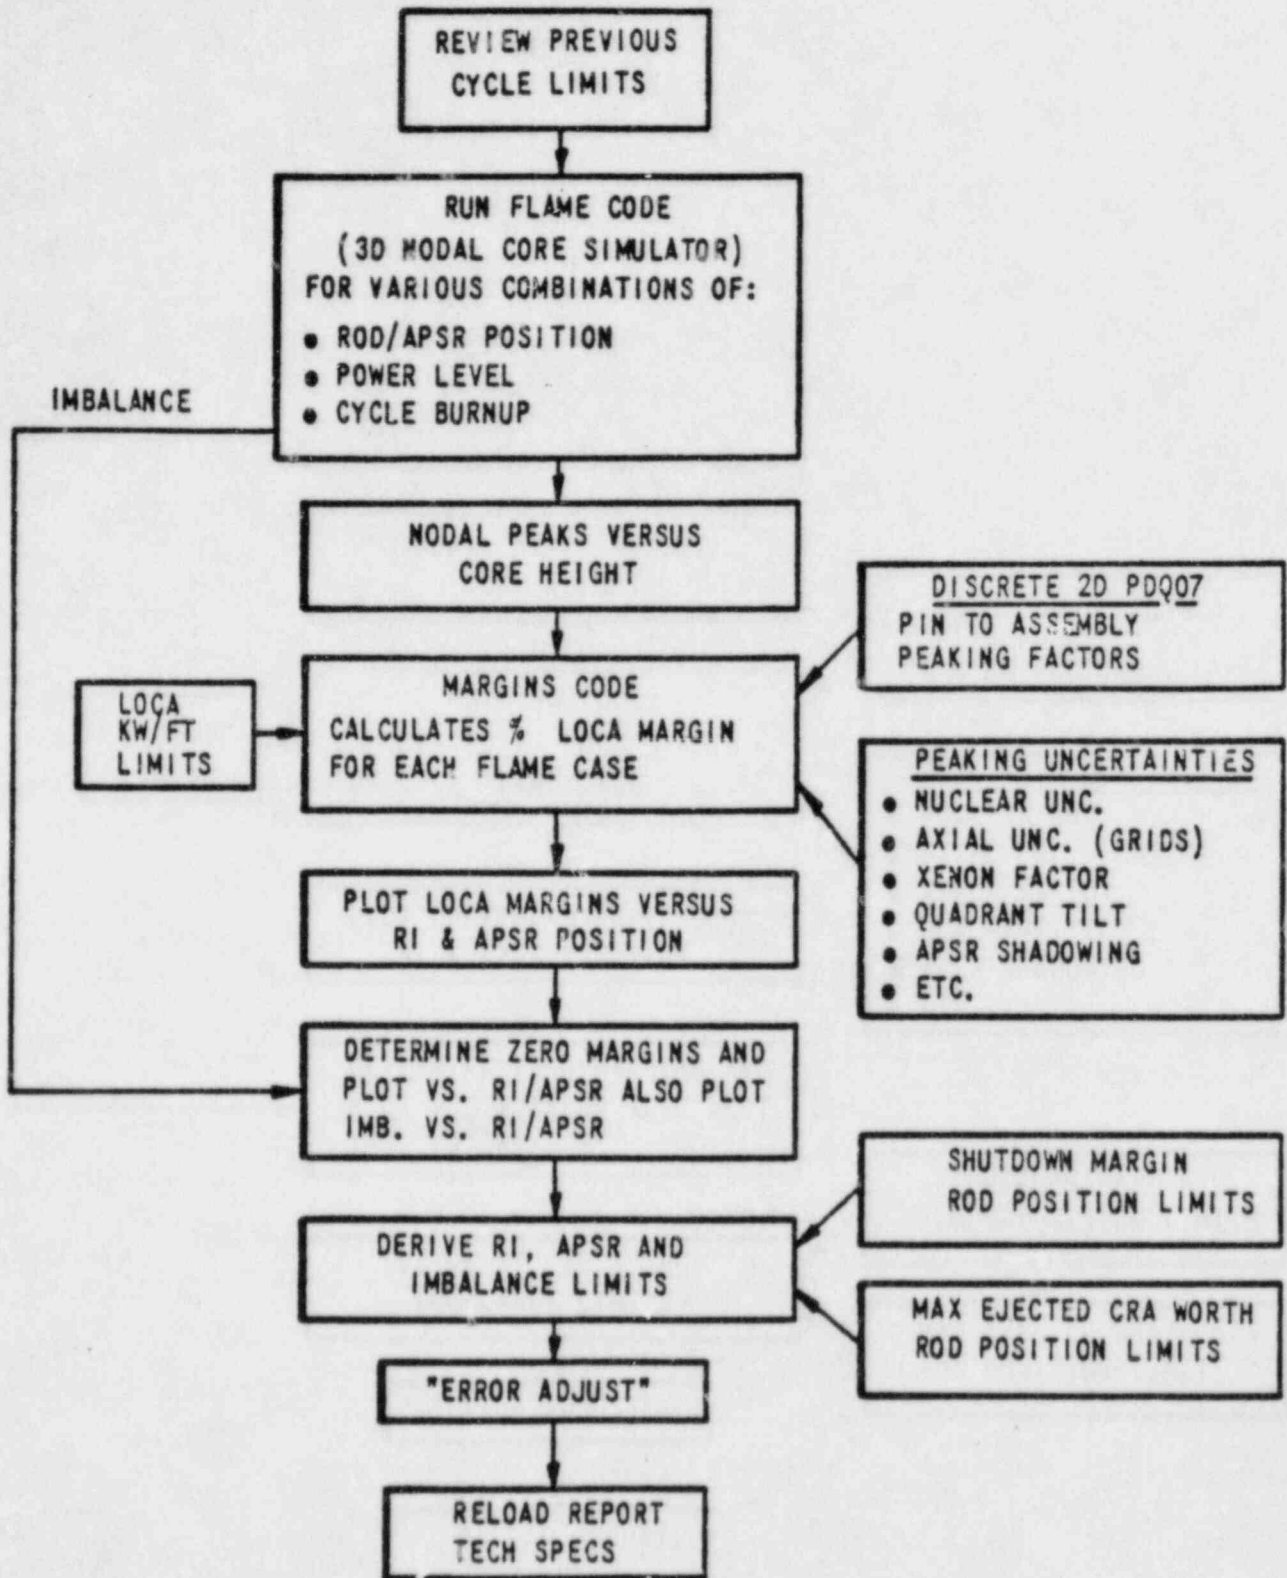 REVIEW PREVIOUS
CYCLE LIMITS
RUN FLAME CODE
(3D NODAL CORE SIMULATOR)
FOR VARIOUS COMBINATIONS OF:
• ROD/APSR POSITION
• POWER LEVEL
• CYCLE BURNUP
IMBALANCE
NODAL PEAKS VERSUS
CORE HEIGHT
DISCRETE 2D PDQ07
PIN TO ASSEMBLY
PEAKING FACTORS
LOCA
KW/FT
LIMITS
MARGINS CODE
CALCULATES % LOCA MARGIN
FOR EACH FLAME CASE
PEAKING UNCERTAINTIES
• NUCLEAR UNC.
• AXIAL UNC. (GRIDS)
• XENON FACTOR
• QUADRANT TILT
• APSR SHADOWING
• ETC.
PLOT LOCA MARGINS VERSUS
RI & APSR POSITION
DETERMINE ZERO MARGINS AND
PLOT VS. RI/APSR ALSO PLOT
IMB. VS. RI/APSR
SHUTDOWN MARGIN
ROD POSITION LIMITS
DERIVE RI, APSR AND
IMBALANCE LIMITS
MAX EJECTED CRA WORTH
ROD POSITION LIMITS
"ERROR ADJUST"
RELOAD REPORT
TECH SPECS